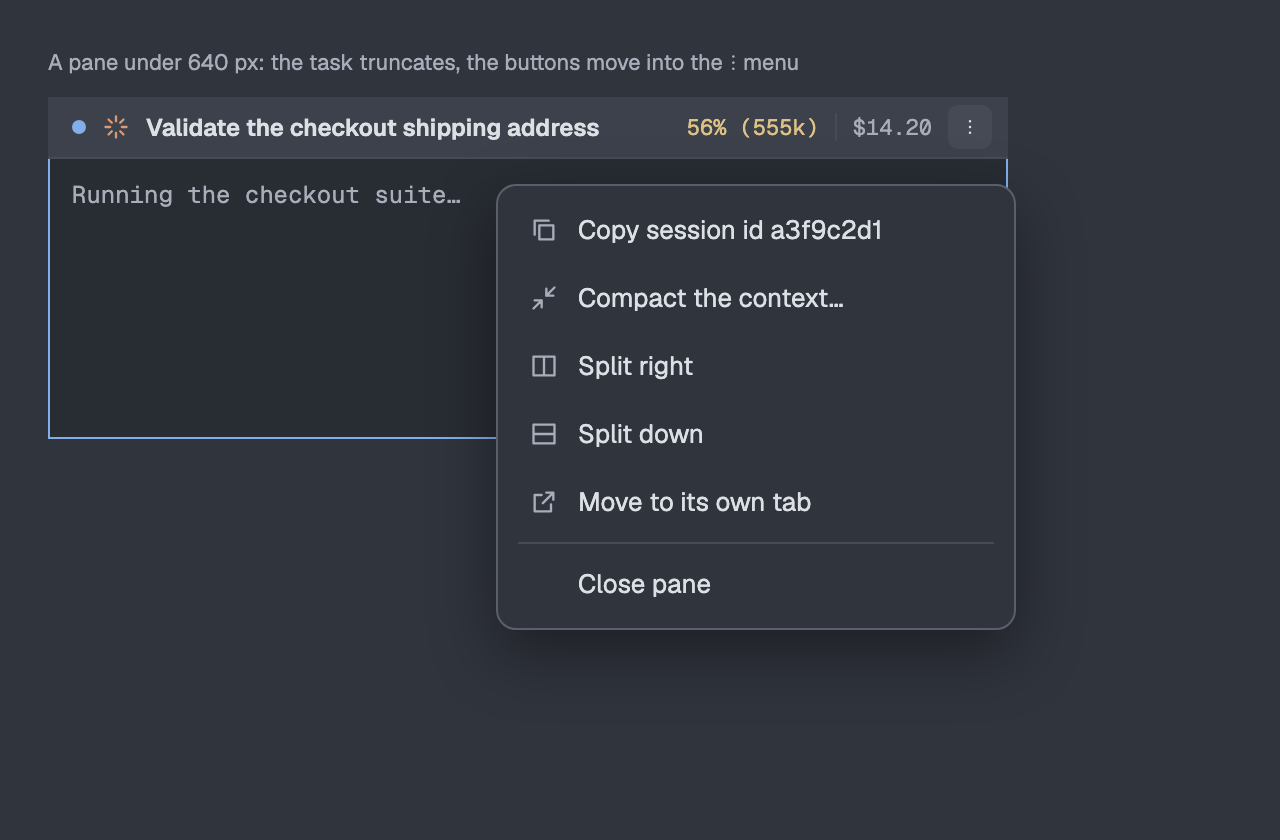 A pane under 640 px: the task truncates, the buttons move into the ⋮ menu
Validate the checkout shipping address 56% (555k) $14.20 ⋮
Running the checkout suite…
Copy session id a3f9c2d1
Compact the context…
Split right
Split down
Move to its own tab
Close pane